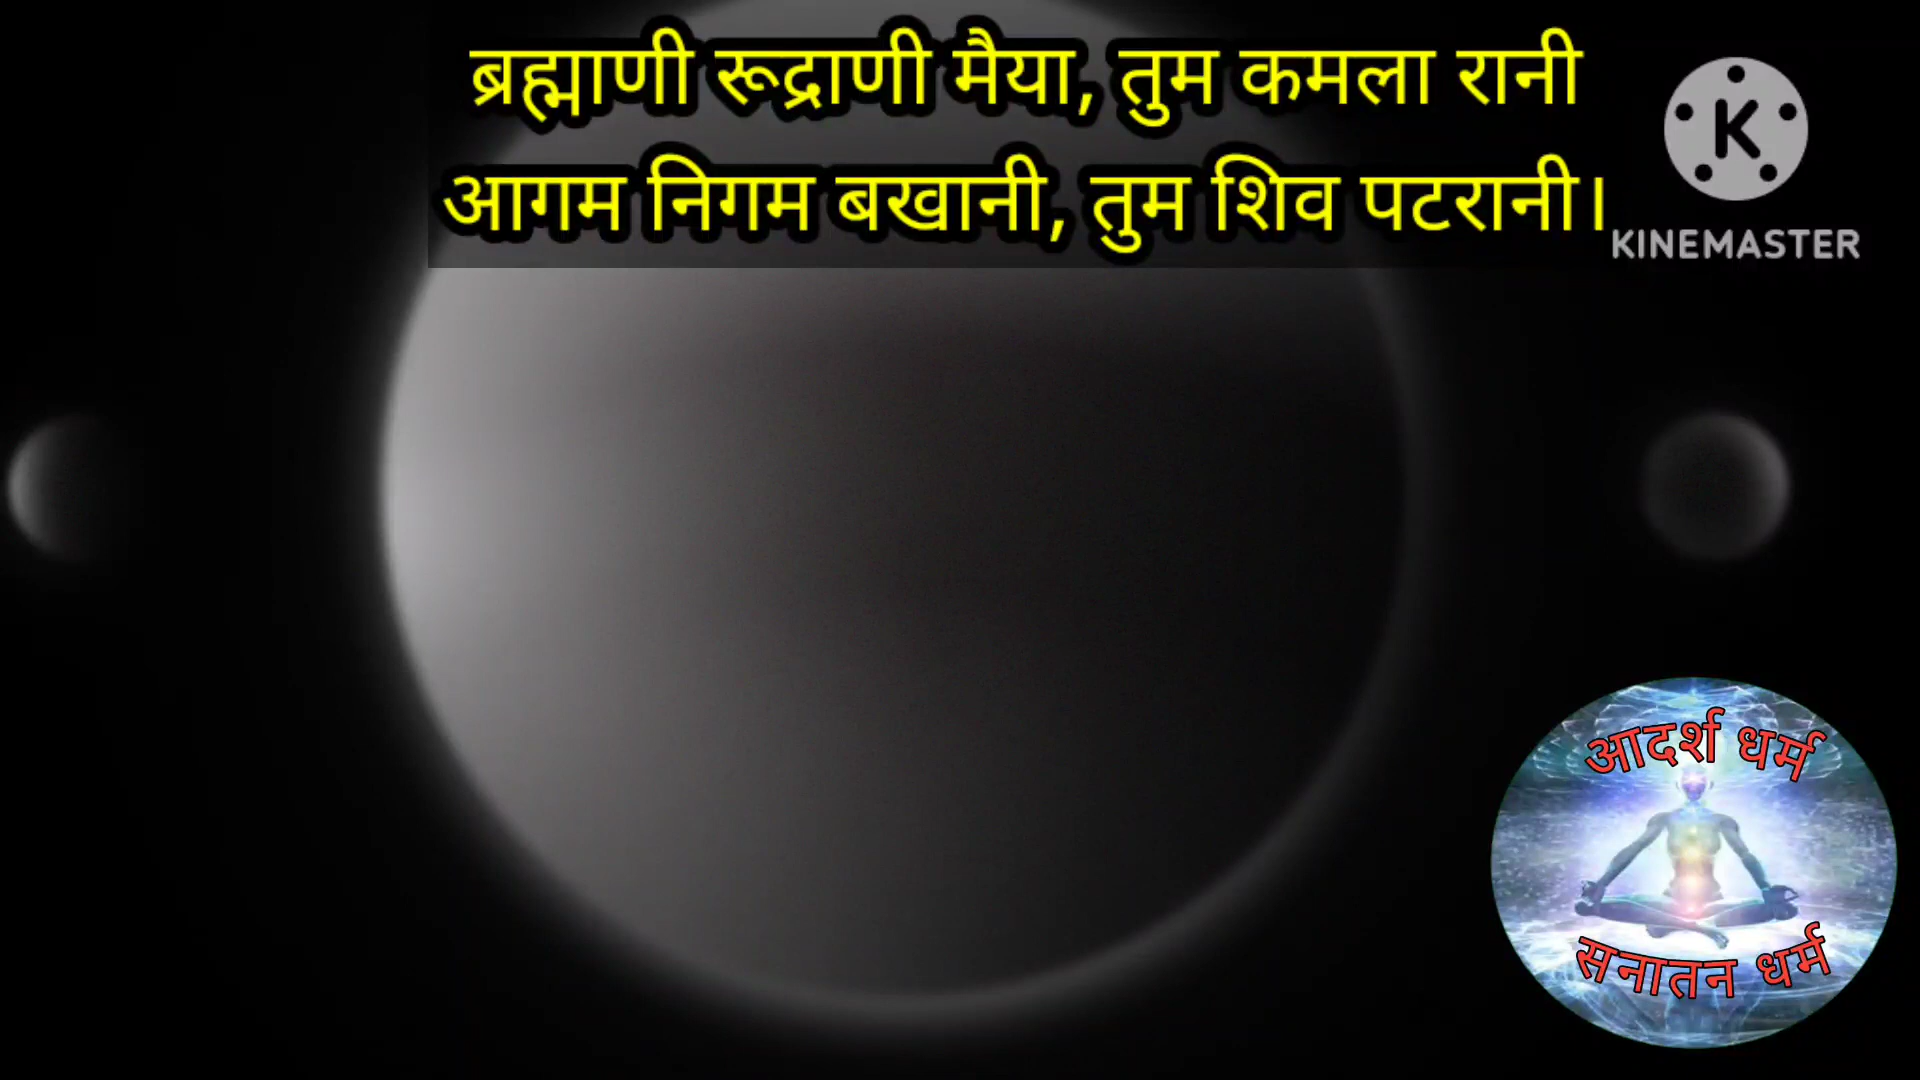 ब्रह्माणी रूद्राणी मैया, तुम कमला रानी
आगम निगम बखानी, तुम शिव पटरानी।
KINEMASTER
आदर्श धर्म
सनातन धर्म